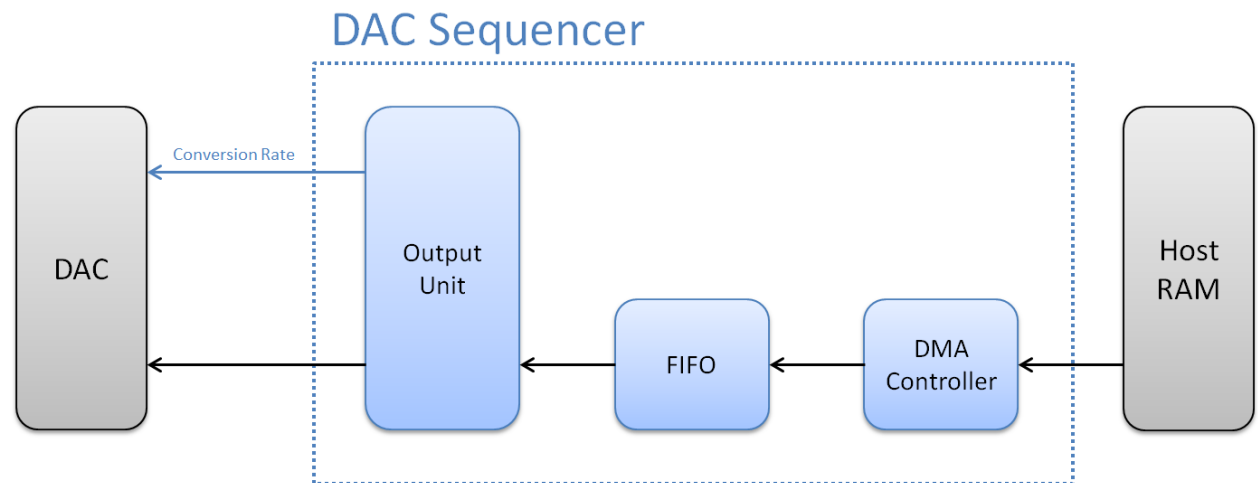 DAC Sequencer
Conversion Rate
DAC
Output
Unit
FIFO
DMA
Controller
Host
RAM